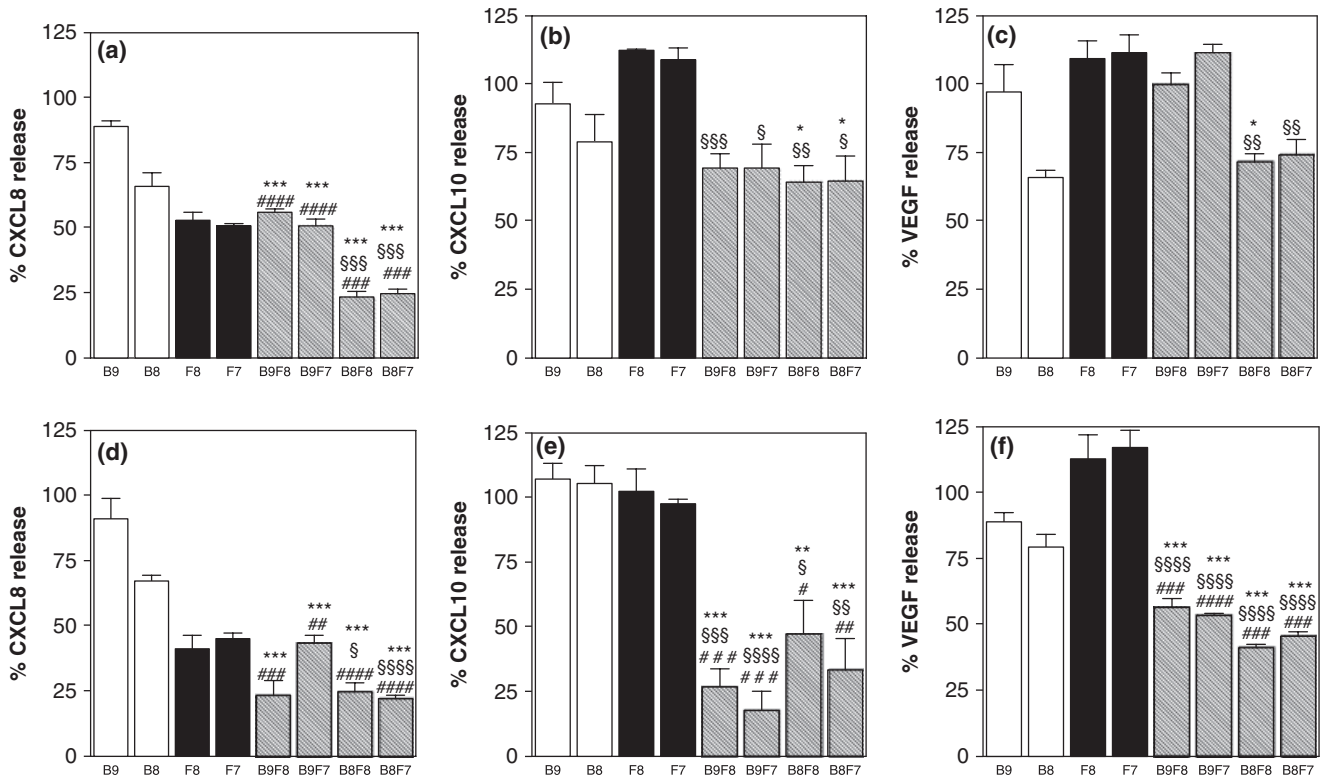 (a)
% CXCL8 release
125
100
75
50
25
0
*** ####
*** ####
*** §§§ ###
*** §§§ ###
B9 B8 F8 F7 B9F8 B9F7 B8F8 B8F7
(b)
% CXCL10 release
125
100
75
50
25
0
§§§
§
* §§
* §
B9 B8 F8 F7 B9F8 B9F7 B8F8 B8F7
(c)
% VEGF release
125
100
75
50
25
0
* §§
§§
B9 B8 F8 F7 B9F8 B9F7 B8F8 B8F7
(d)
% CXCL8 release
125
100
75
50
25
0
*** ###
*** ##
*** § ####
*** §§§§ ####
B9 B8 F8 F7 B9F8 B9F7 B8F8 B8F7
(e)
% CXCL10 release
125
100
75
50
25
0
*** §§§ # # #
*** §§§§ # # #
** § #
*** §§ ##
B9 B8 F8 F7 B9F8 B9F7 B8F8 B8F7
(f)
% VEGF release
125
100
75
50
25
0
*** §§§§ ###
*** §§§§ ####
*** §§§§ ###
*** §§§§ ###
B9 B8 F8 F7 B9F8 B9F7 B8F8 B8F7